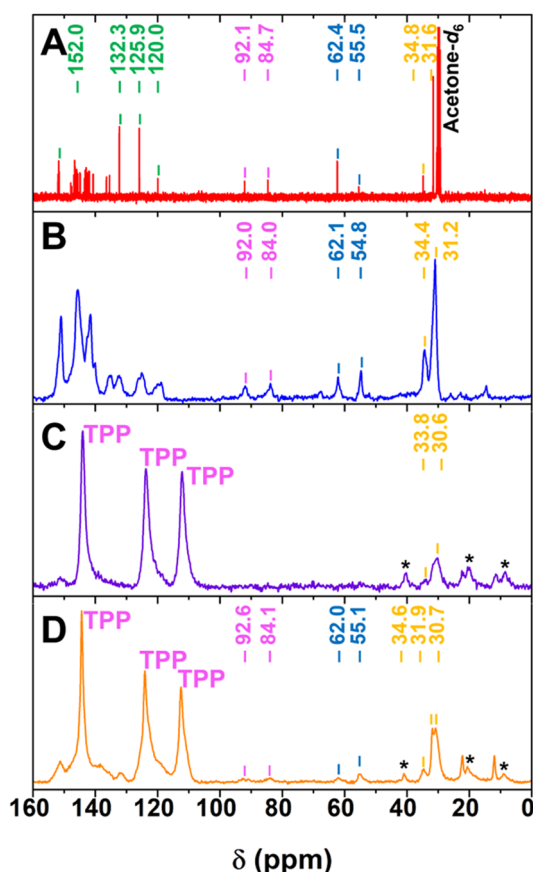 A
152.0
132.3
125.9
120.0
92.1
84.7
62.4
55.5
34.8
31.6
Acetone-d6
B
92.0
84.0
62.1
54.8
34.4
31.2
C
TPP
TPP
TPP
33.8
30.6
*
*
*
D
TPP
TPP
TPP
92.6
84.1
62.0
55.1
34.6
31.9
30.7
*
*
*
160 140 120 100 80 60 40 20 0
δ (ppm)